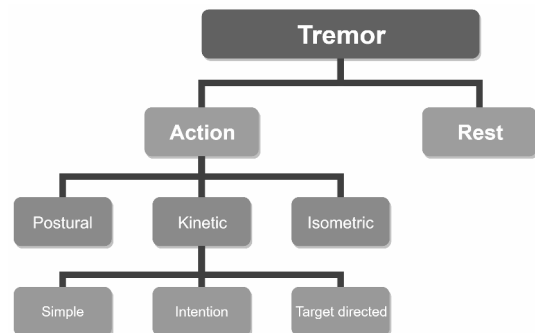 Tremor
Action
Rest
Postural
Kinetic
Isometric
Simple
Intention
Target directed